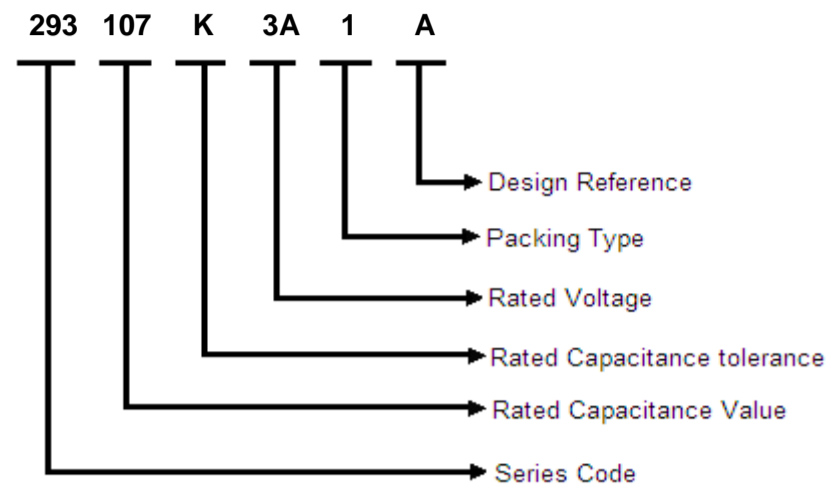 293 107 K 3A 1 A
Design Reference
Packing Type
Rated Voltage
Rated Capacitance tolerance
Rated Capacitance Value
Series Code